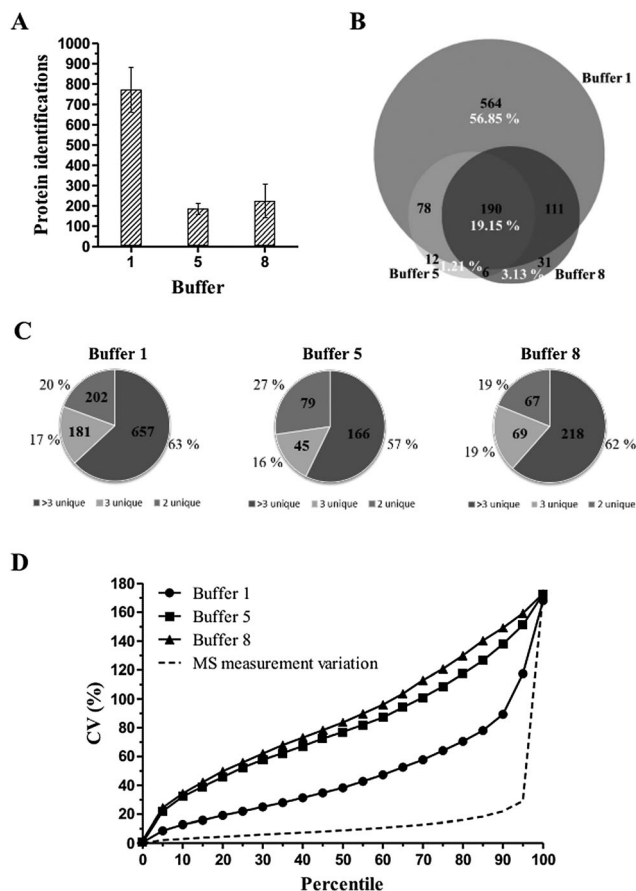 A
Protein identifications
1000
900
800
700
600
500
400
300
200
100
0
1 5 8
Buffer
B
Buffer 1
564
56.85 %
78
190
19.15 %
111
12
1.21 %
6
31
3.13 %
Buffer 5
Buffer 8
C
Buffer 1
20 %
202
17 %
181
657
63 %
>3 unique 3 unique 2 unique
Buffer 5
27 %
79
16 %
45
166
57 %
>3 unique 3 unique 2 unique
Buffer 8
19 %
67
19 %
69
218
62 %
>3 unique 3 unique 2 unique
D
CV (%)
180
160
140
120
100
80
60
40
20
0
Buffer 1
Buffer 5
Buffer 8
MS measurement variation
0 10 20 30 40 50 60 70 80 90 100
Percentile